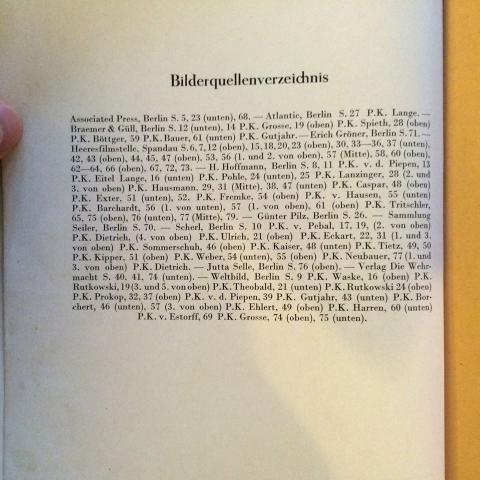 Bilderquellenverzeichnis
Associated Press, Berlin S. 5, 23 (unten), 68. — Atlantic, Berlin S. 27 P.K. Lange. —
Braemer & Güll, Berlin S. 12 (unten), 14 P.K. Grosse, 19 (oben) P.K. Spieth, 28 (oben)
P.K. Böttger, 59 P.K. Bauer, 61 (unten) P.K. Gutjahr. — Erich Gröner, Berlin S. 71. —
Heeresfilmstelle, Spandau S. 6, 7, 12 (oben), 15, 18, 20, 23 (oben), 30, 33—36, 37 (unten),
42, 43 (oben), 44, 45, 47 (oben), 53, 56 (1. und 2. von oben), 57 (Mitte), 58, 60 (oben),
62—64, 66 (oben), 67, 72, 73. — H. Hoffmann, Berlin S. 8, 11 P.K. v. d. Piepen, 13
P.K. Eitel Lange, 16 (unten) P.K. Pohle, 24 (unten), 25 P.K. Lanzinger, 28 (2. und
3. von oben) P.K. Hausmann, 29, 31 (Mitte), 38, 47 (unten) P.K. Caspar, 48 (oben)
P.K. Exter, 51 (unten), 52. P.K. Fremke, 54 (oben) P.K. v. Hausen, 55 (unten)
P.K. Barchardt, 56 (1. von unten), 57 (1. von oben), 61 (oben) P.K. Tritschler,
65, 75 (oben), 76 (unten), 77 (Mitte), 79. — Günter Pilz, Berlin S. 26. — Sammlung
Seiler, Berlin S. 70. — Scherl, Berlin S. 10 P.K. v. Pebal, 17, 19, (2. von oben)
P.K. Dietrich, (4. von oben) P.K. Ulrich, 21 (oben) P.K. Eckart, 22, 31 (1. und 3.
von oben) P.K. Sommerschuh, 46 (oben) P.K. Kaiser, 48 (unten) P.K. Tietz, 49, 50
P.K. Kipper, 51 (oben) P.K. Weber, 54 (unten), 55 (oben) P.K. Neubauer, 77 (1. und
3. von oben) P.K. Dietrich. — Jutta Selle, Berlin S. 76 (oben). — Verlag Die Wehr-
macht S. 40, 41, 74 (unten). — Weltbild, Berlin S. 9 P.K. Waske, 16 (oben) P.K.
Rutkowski, 19 (3. und 5. von oben) P.K. Theobald, 21 (unten) P.K. Rutkowski 24 (oben)
P.K. Prokop, 32, 37 (oben) P.K. v. d. Piepen, 39 P.K. Gutjahr, 43 (unten) P.K. Bor-
chert, 46 (unten), 57 (3. von oben) P.K. Ehlert, 49 (oben) P.K. Harren, 60 (unten)
P.K. v. Estorff, 69 P.K. Grosse, 74 (oben), 75 (unten).